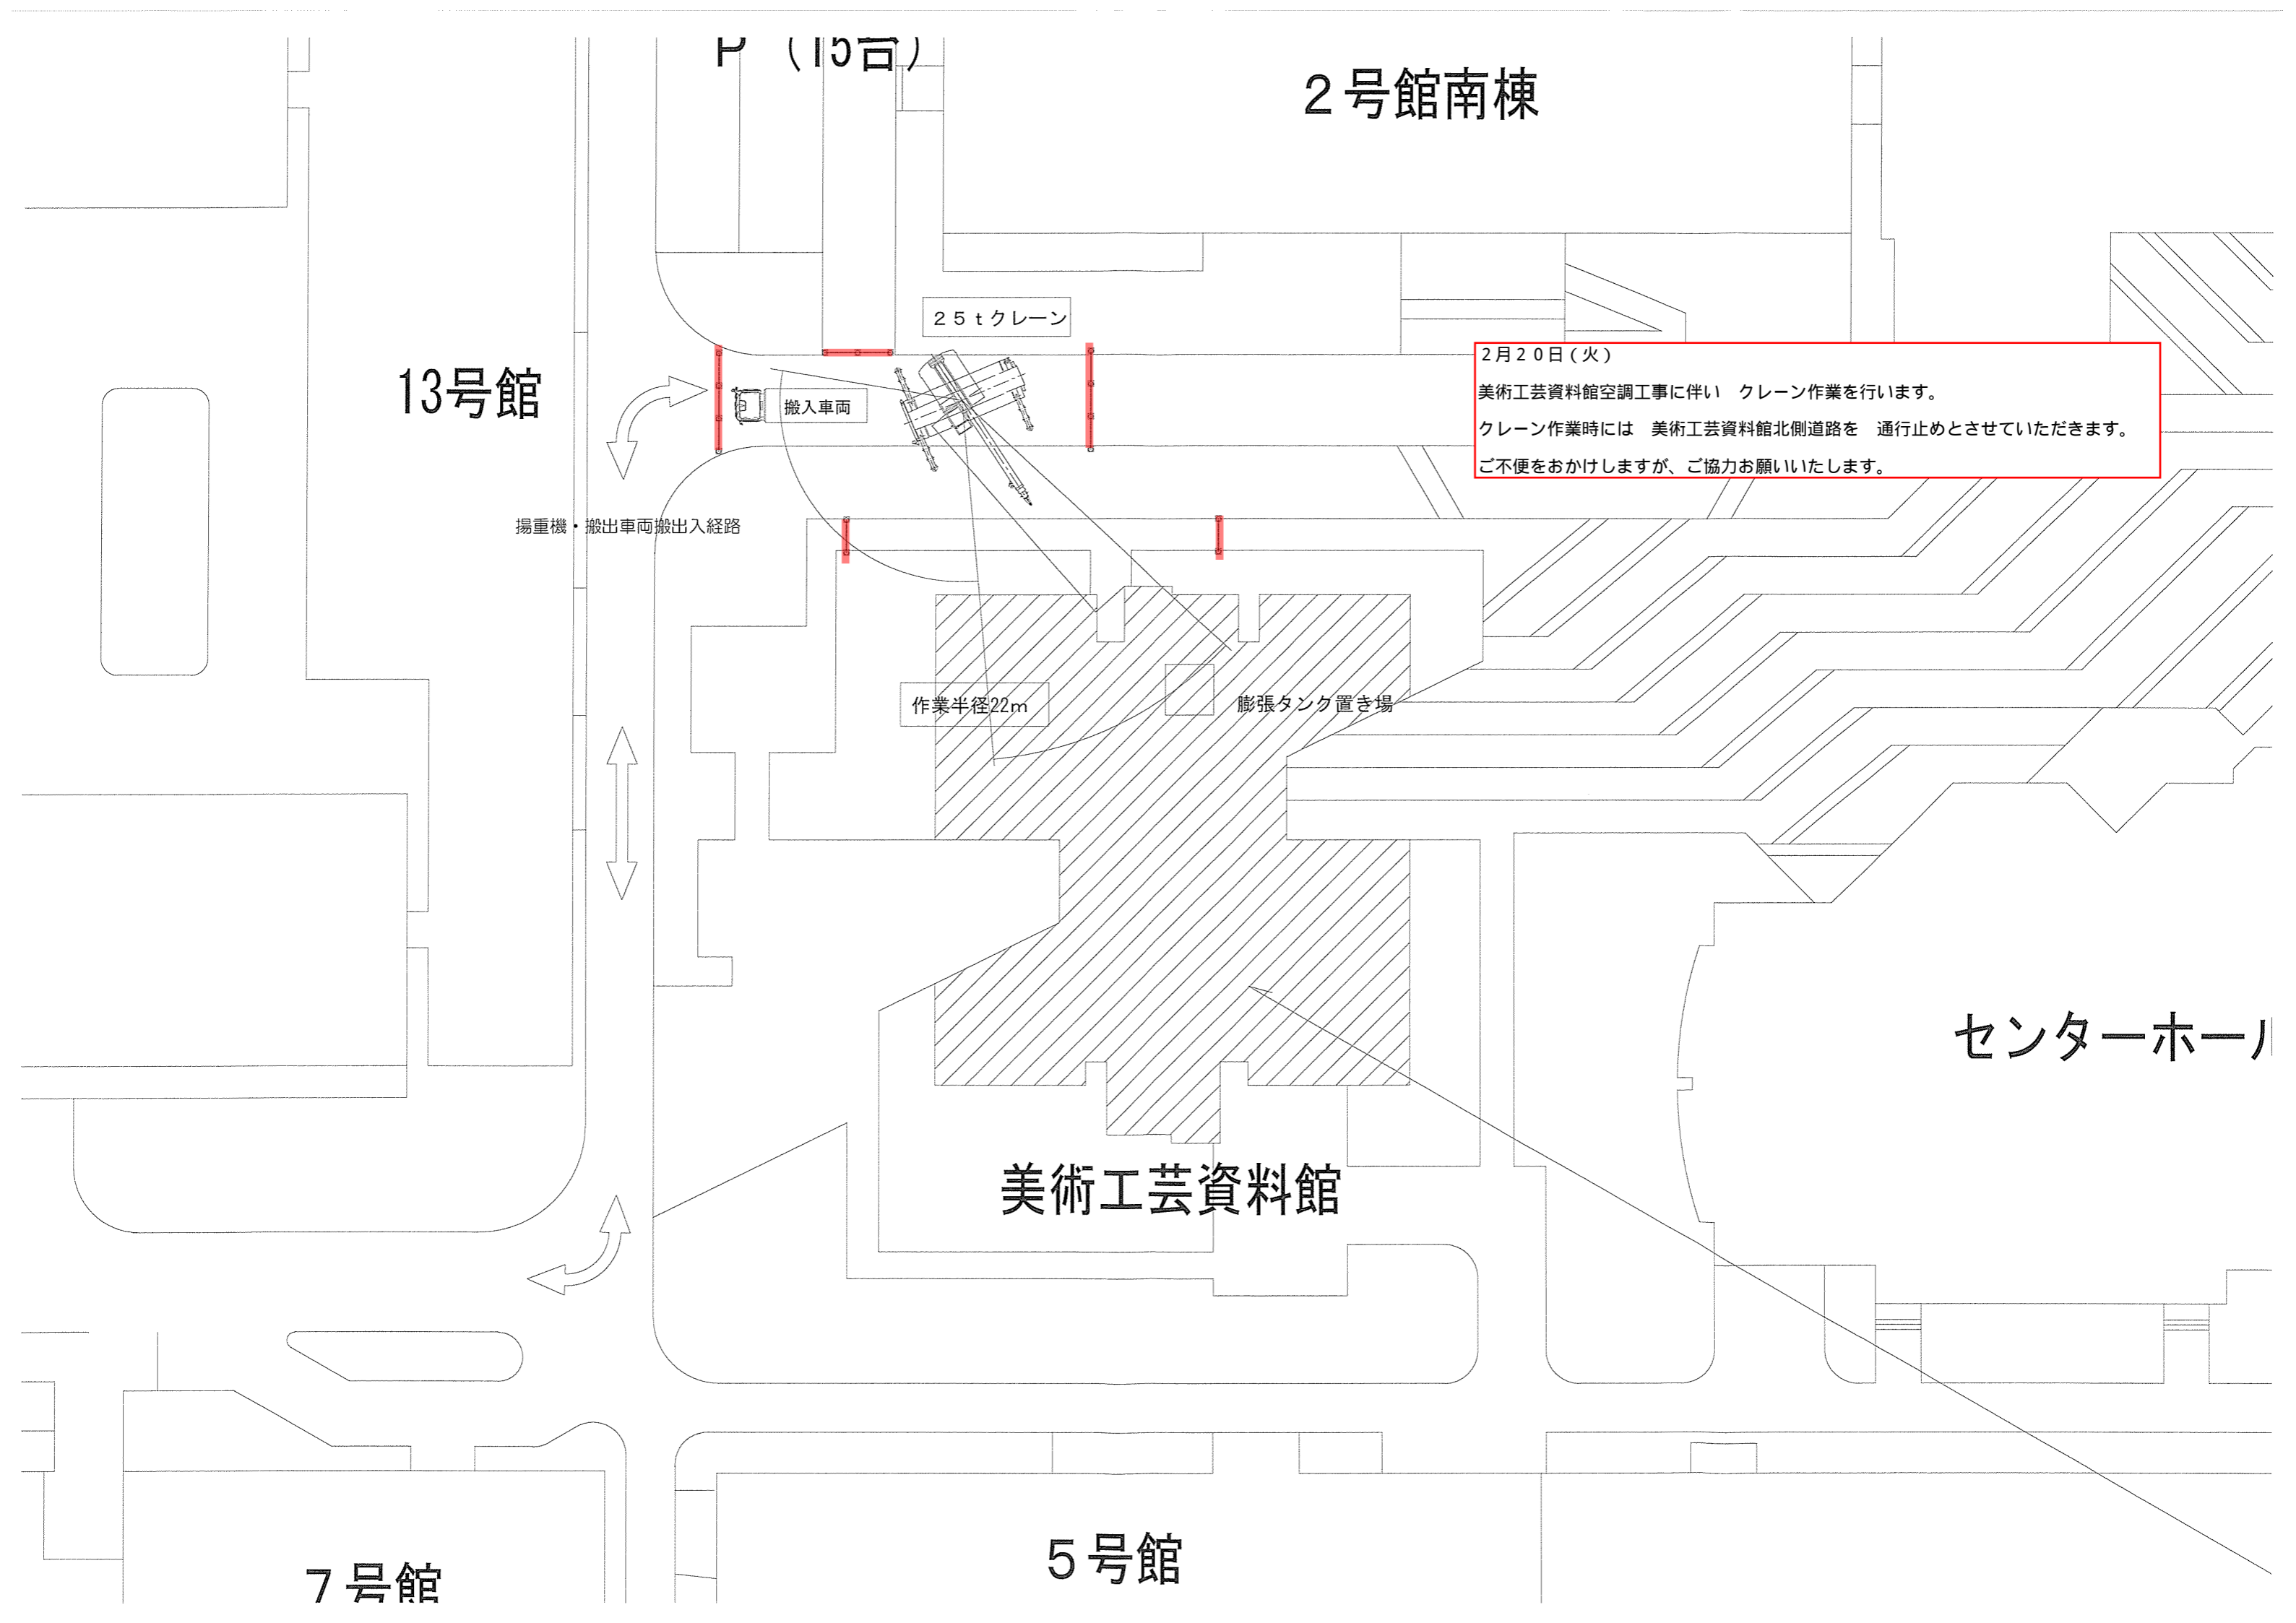 P （15台）
２号館南棟
２５ｔクレーン
2月２０日(火)
美術工芸資料館空調工事に伴い　クレーン作業を行います。
クレーン作業時には　美術工芸資料館北側道路を　通行止めとさせていただきます。
ご不便をおかけしますが、ご協力お願いいたします。
13号館
搬入車両
揚重機・搬出車両搬出入経路
作業半径22m
膨張タンク置き場
センターホール
美術工芸資料館
５号館
７号館